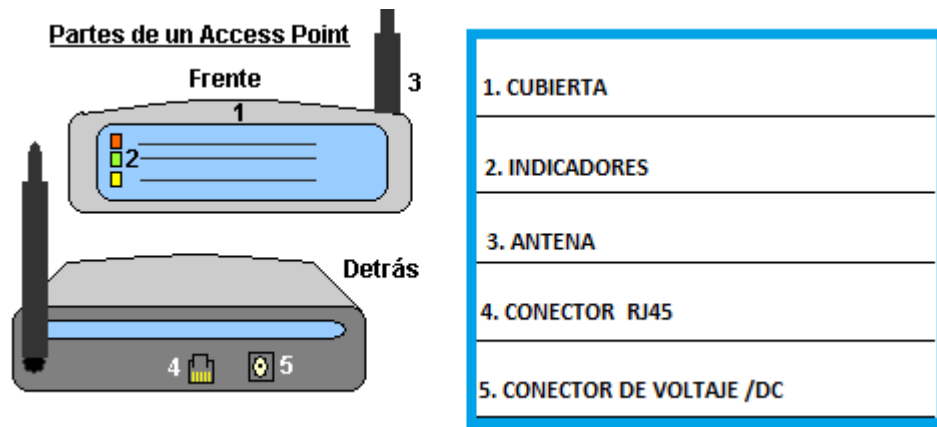 Partes de un Access Point
Frente
3
1
2
Detrás
4
5
1. CUBIERTA
2. INDICADORES
3. ANTENA
4. CONECTOR RJ45
5. CONECTOR DE VOLTAJE /DC